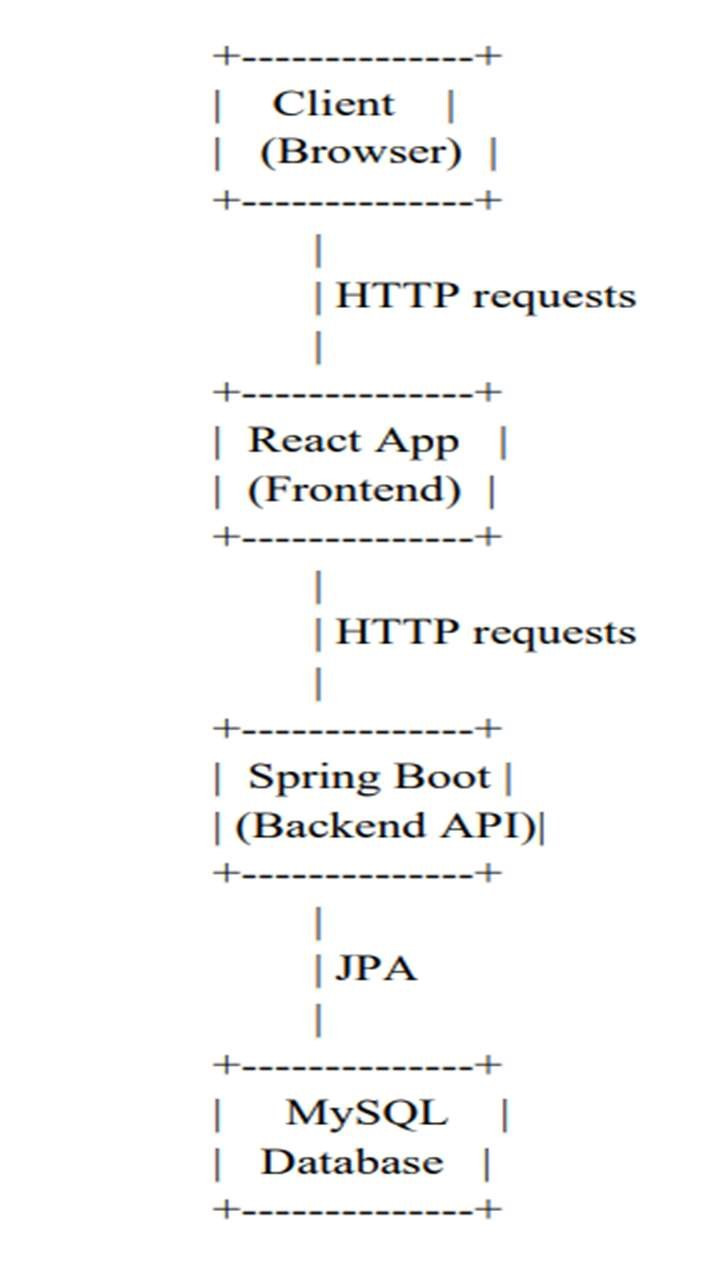 +--------------+
|    Client    |
|   (Browser)  |
+--------------+
|
| HTTP requests
|
+--------------+
|  React App   |
|  (Frontend)  |
+--------------+
|
| HTTP requests
|
+--------------+
|  Spring Boot |
| (Backend API)|
+--------------+
|
| JPA
|
+--------------+
|     MySQL    |
|   Database   |
+--------------+